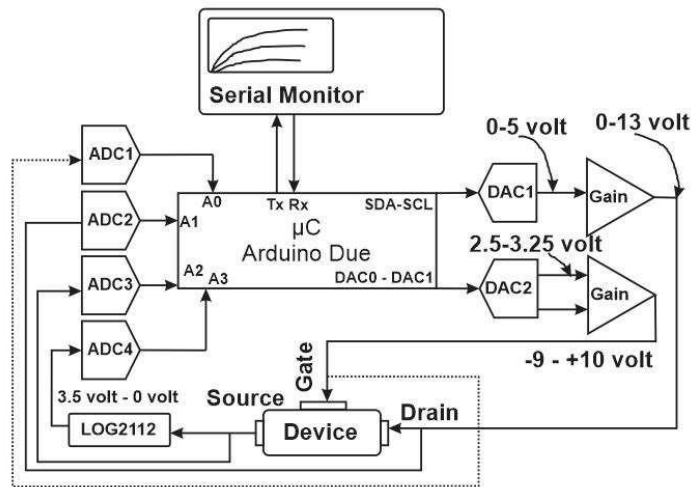 Serial Monitor
0-5 volt
0-13 volt
ADC1
ADC2
ADC3
ADC4
A0
Tx Rx
SDA-SCL
A1
µC
Arduino Due
A2
A3
DAC0 - DAC1
DAC1
Gain
2.5-3.25 volt
DAC2
Gain
-9 - +10 volt
3.5 volt - 0 volt
LOG2112
Source
Gate
Drain
Device